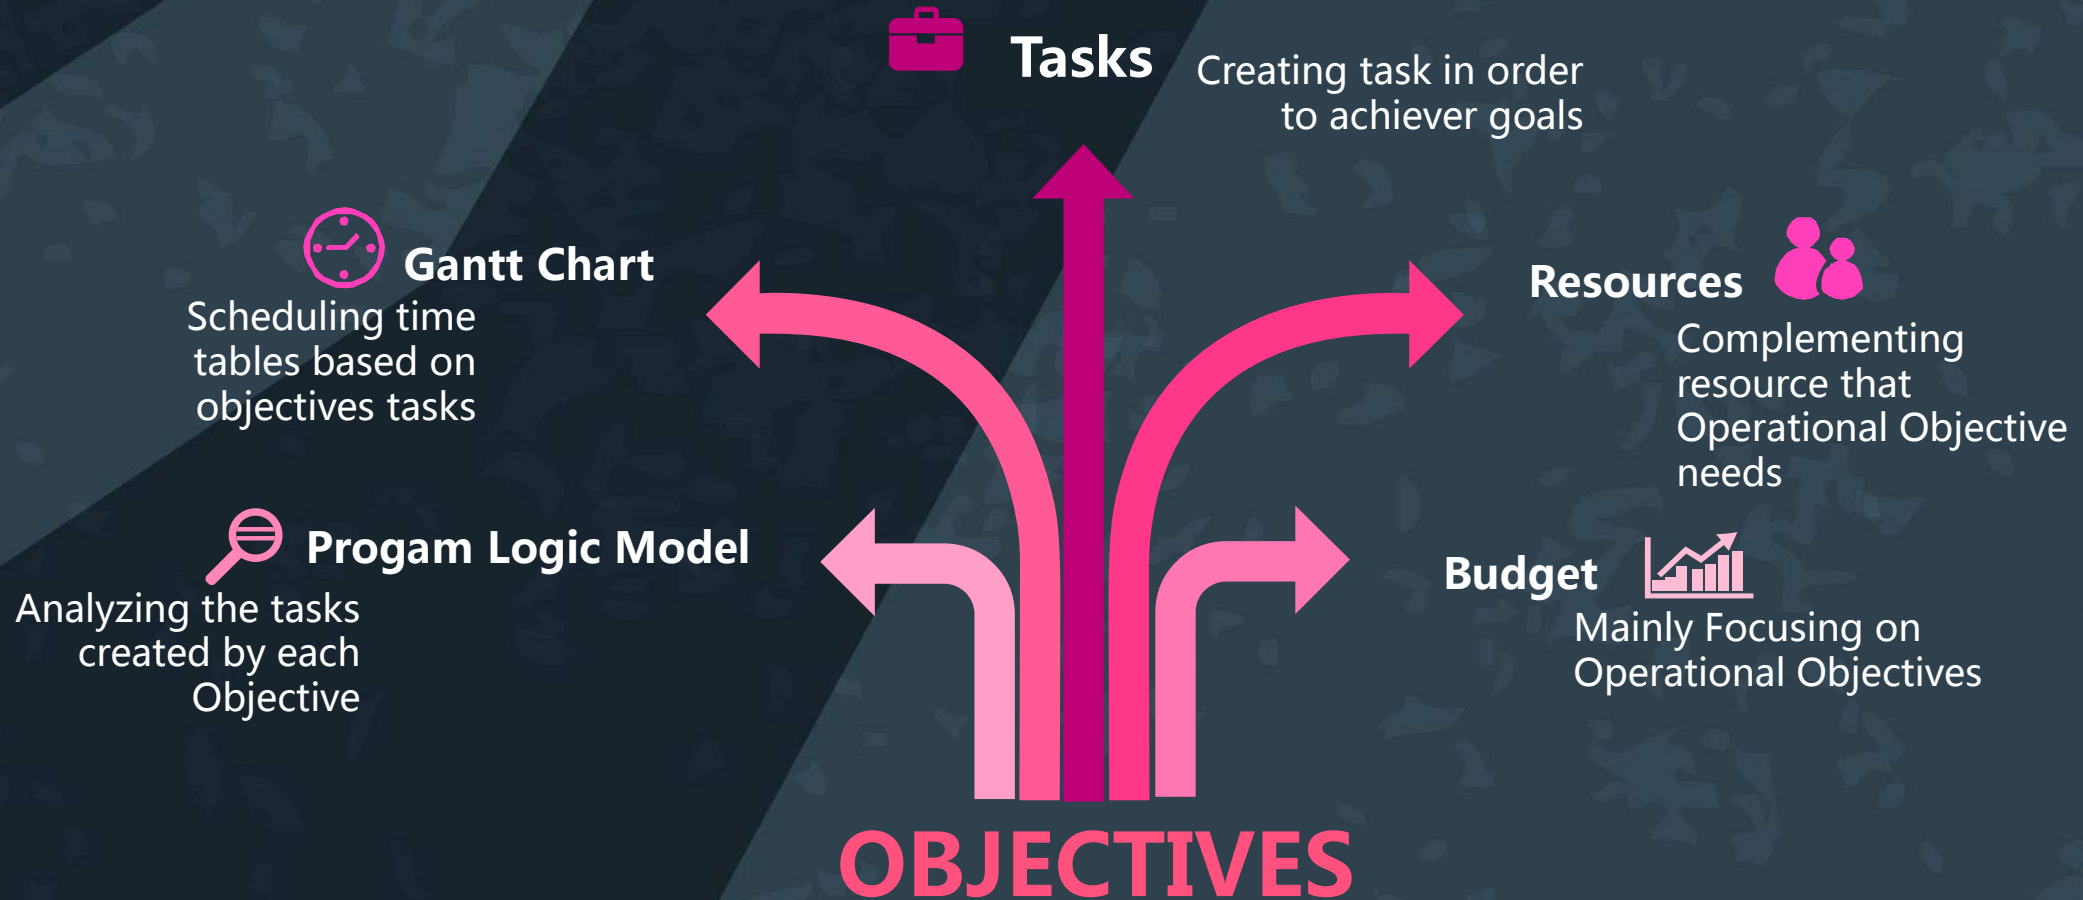 Tasks
Creating task in order
to achiever goals
Gantt Chart
Scheduling time
tables based on
objectives tasks
Resources
Complementing
resource that
Operational Objective
needs
Progam Logic Model
Analyzing the tasks
created by each
Objective
Budget
Mainly Focusing on
Operational Objectives
OBJECTIVES